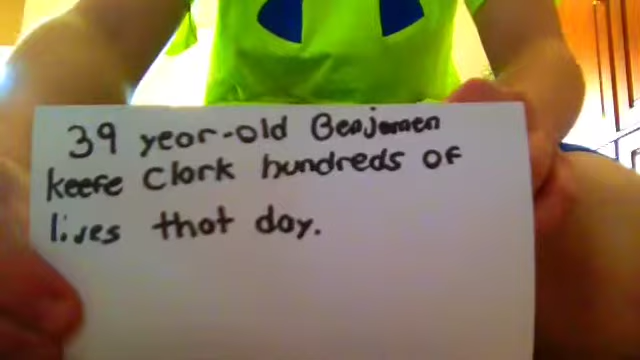 39 year-old Benjamen
keefe Clark hundreds of
lives that day.